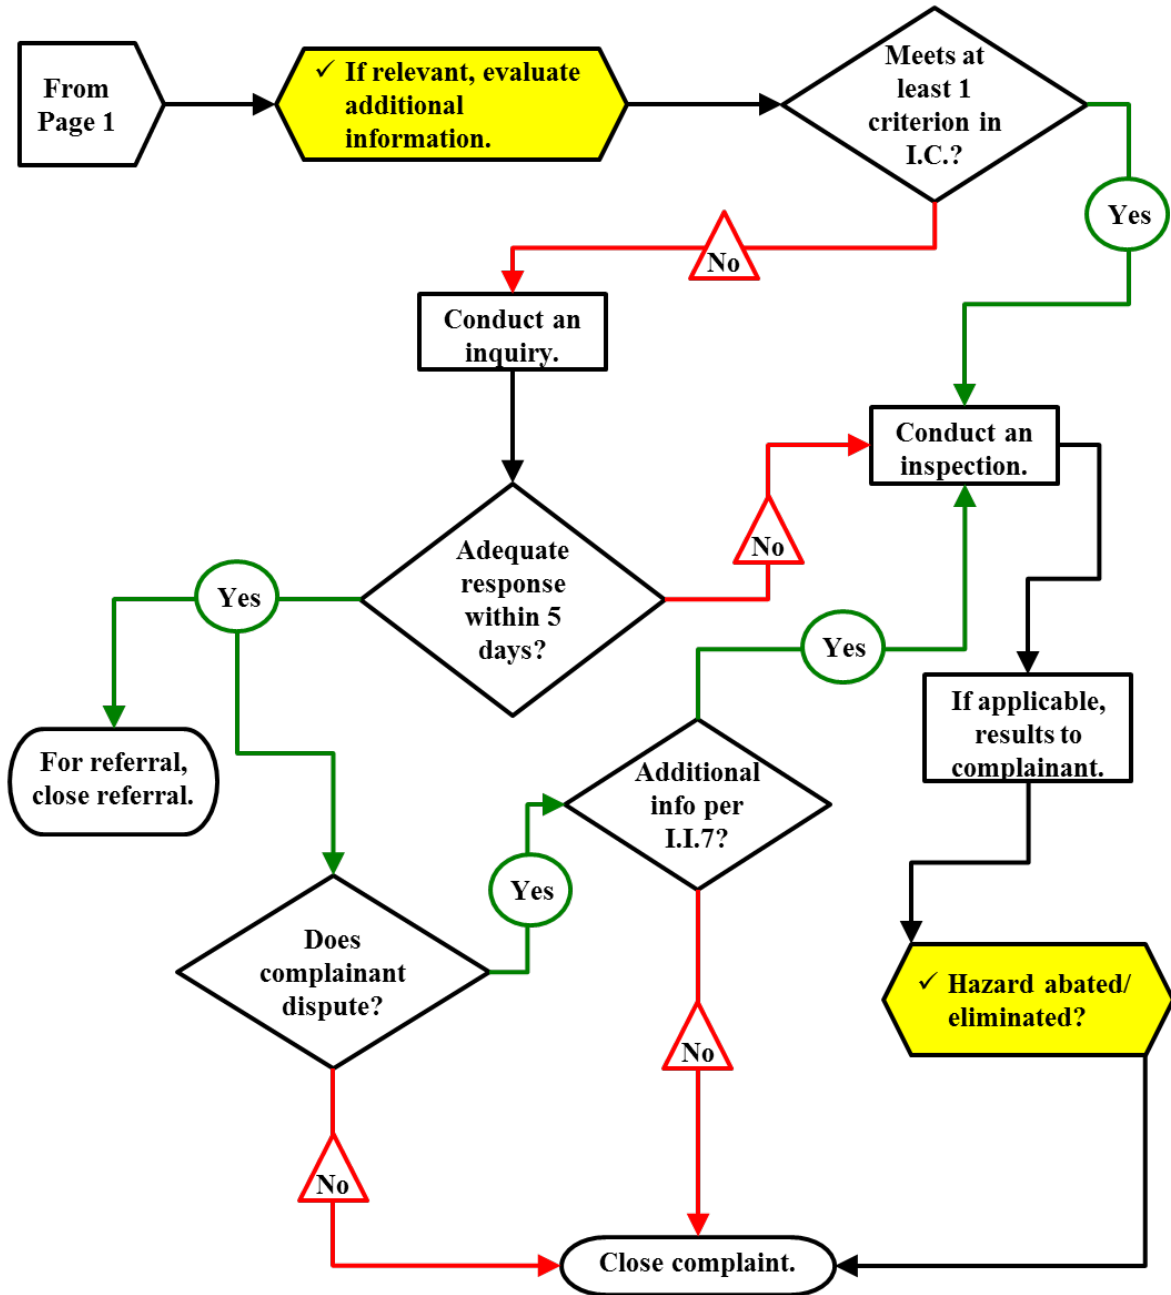 From
Page 1
✓ If relevant, evaluate
additional
information.
Meets at
least 1
criterion in
I.C.?
Yes
No
Conduct an
inquiry.
Conduct an
inspection.
Adequate
response
within 5
days?
No
Yes
Yes
For referral,
close referral.
Additional
info per
I.I.7?
If applicable,
results to
complainant.
Yes
Does
complainant
dispute?
✓ Hazard abated/
eliminated?
No
No
Close complaint.